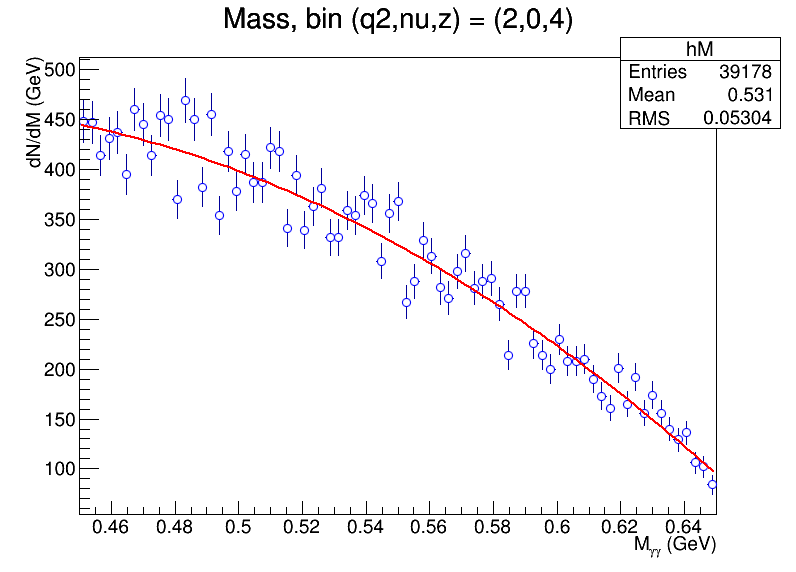 Mass, bin (q2,nu,z) = (2,0,4)
hM
Entries 39178
Mean 0.531
RMS 0.05304
dN/dM (GeV)
500
450
400
350
300
250
200
150
100
0.46 0.48 0.5 0.52 0.54 0.56 0.58 0.6 0.62 0.64
Mγγ (GeV)